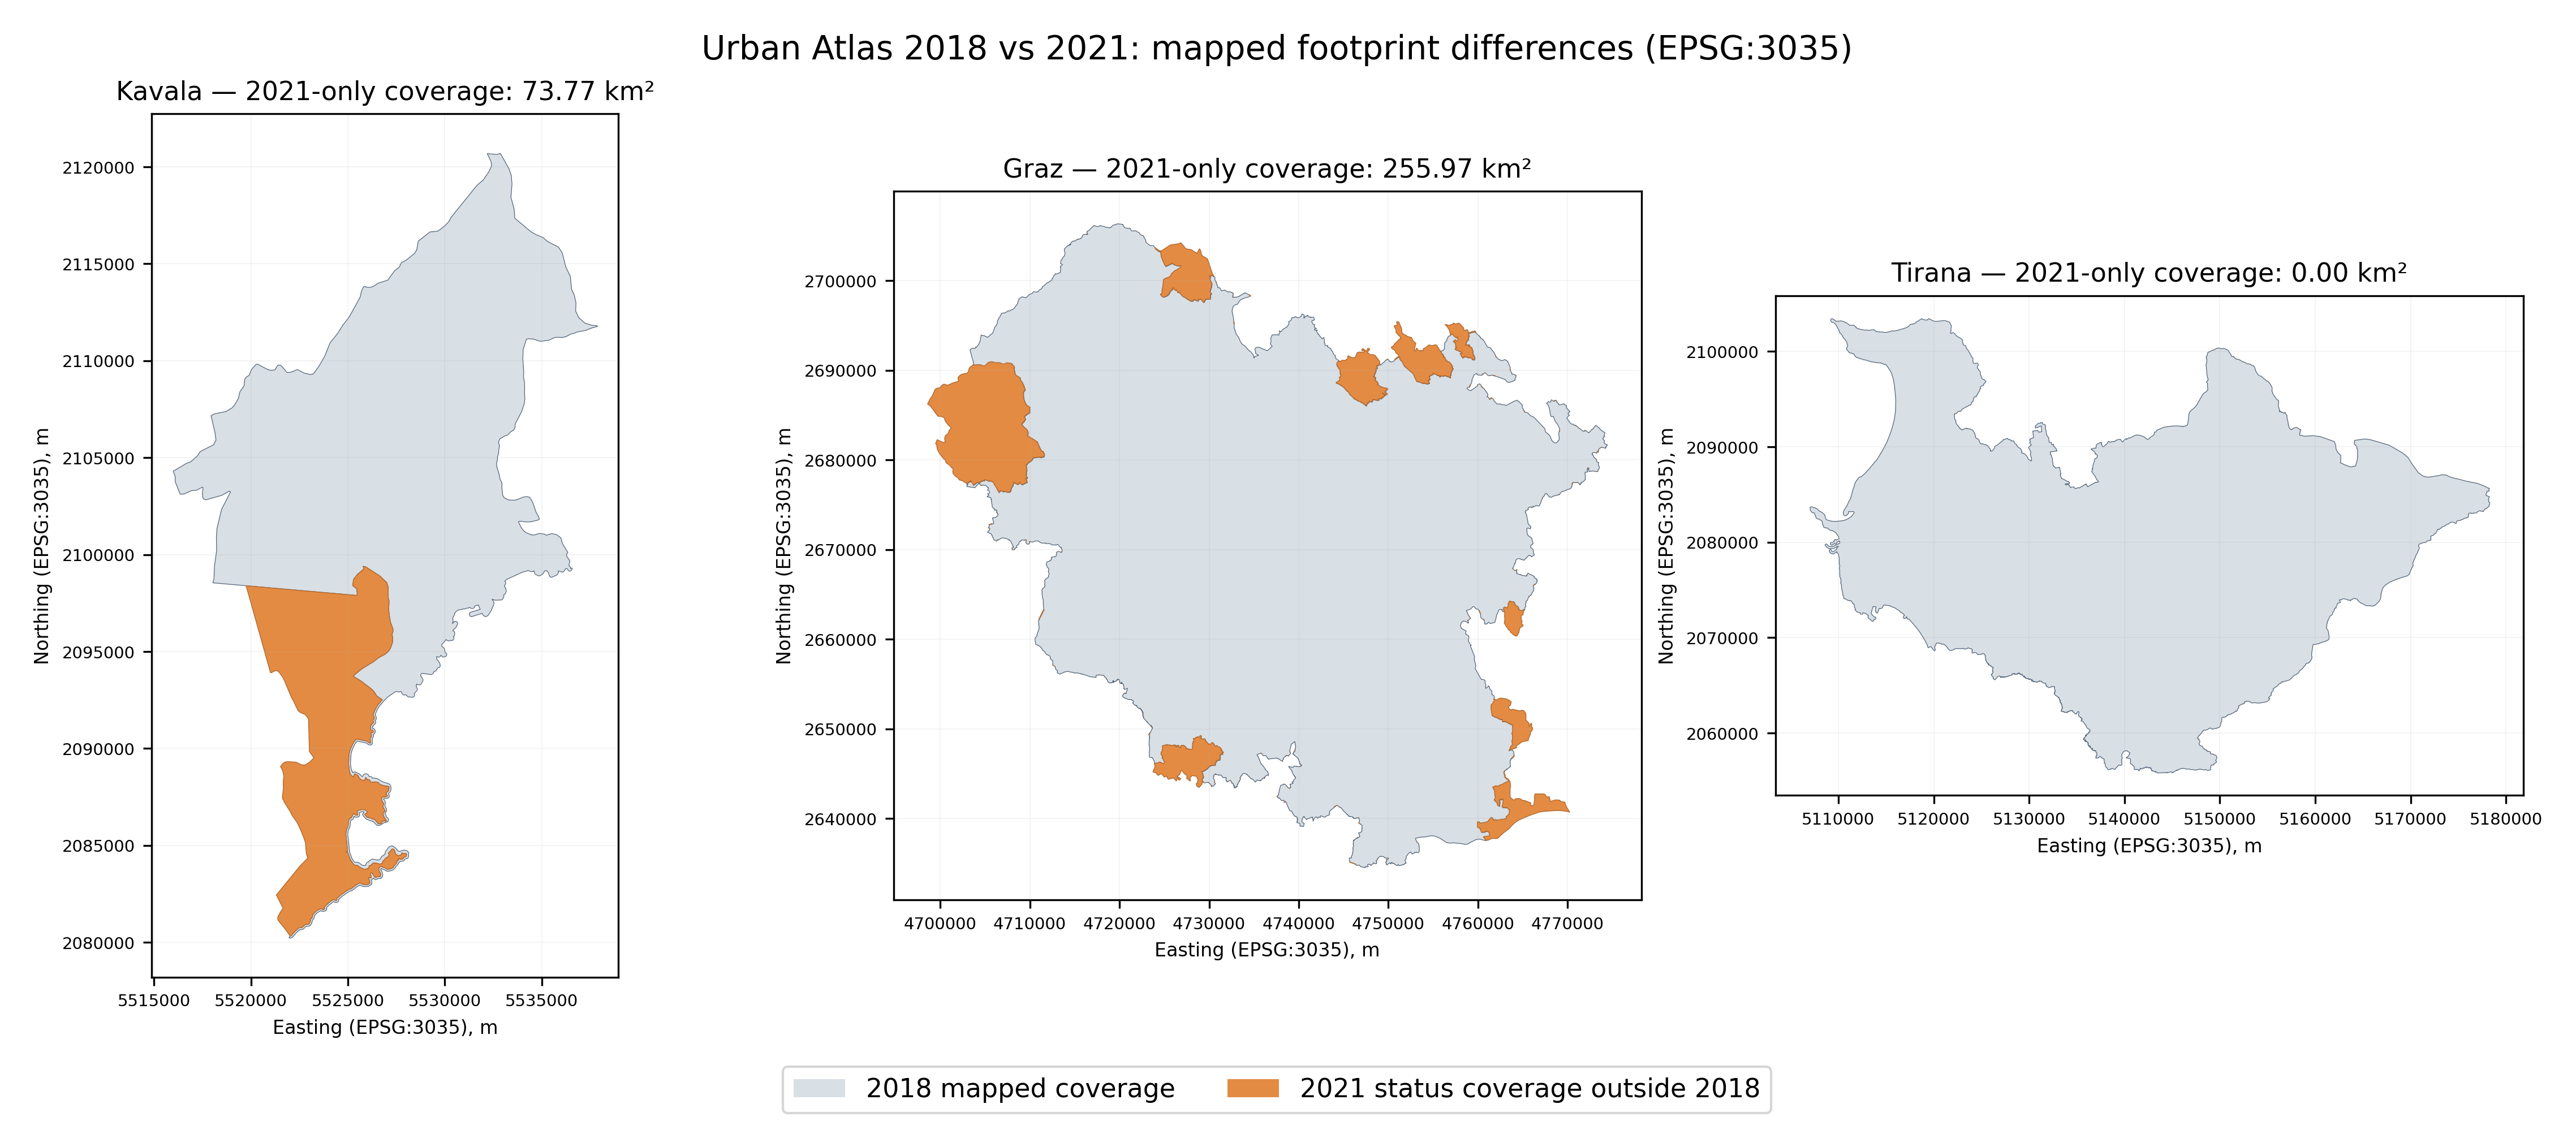 Urban Atlas 2018 vs 2021: mapped footprint differences (EPSG:3035)
Kavala — 2021-only coverage: 73.77 km²
2120000
2115000
2110000
2105000
2100000
2095000
2090000
2085000
2080000
Northing (EPSG:3035), m
5515000 5520000 5525000 5530000 5535000
Easting (EPSG:3035), m
Graz — 2021-only coverage: 255.97 km²
2700000
2690000
2680000
2670000
2660000
2650000
2640000
Northing (EPSG:3035), m
4700000 4710000 4720000 4730000 4740000 4750000 4760000 4770000
Easting (EPSG:3035), m
Tirana — 2021-only coverage: 0.00 km²
2100000
2090000
2080000
2070000
2060000
Northing (EPSG:3035), m
5110000 5120000 5130000 5140000 5150000 5160000 5170000 5180000
Easting (EPSG:3035), m
2018 mapped coverage
2021 status coverage outside 2018